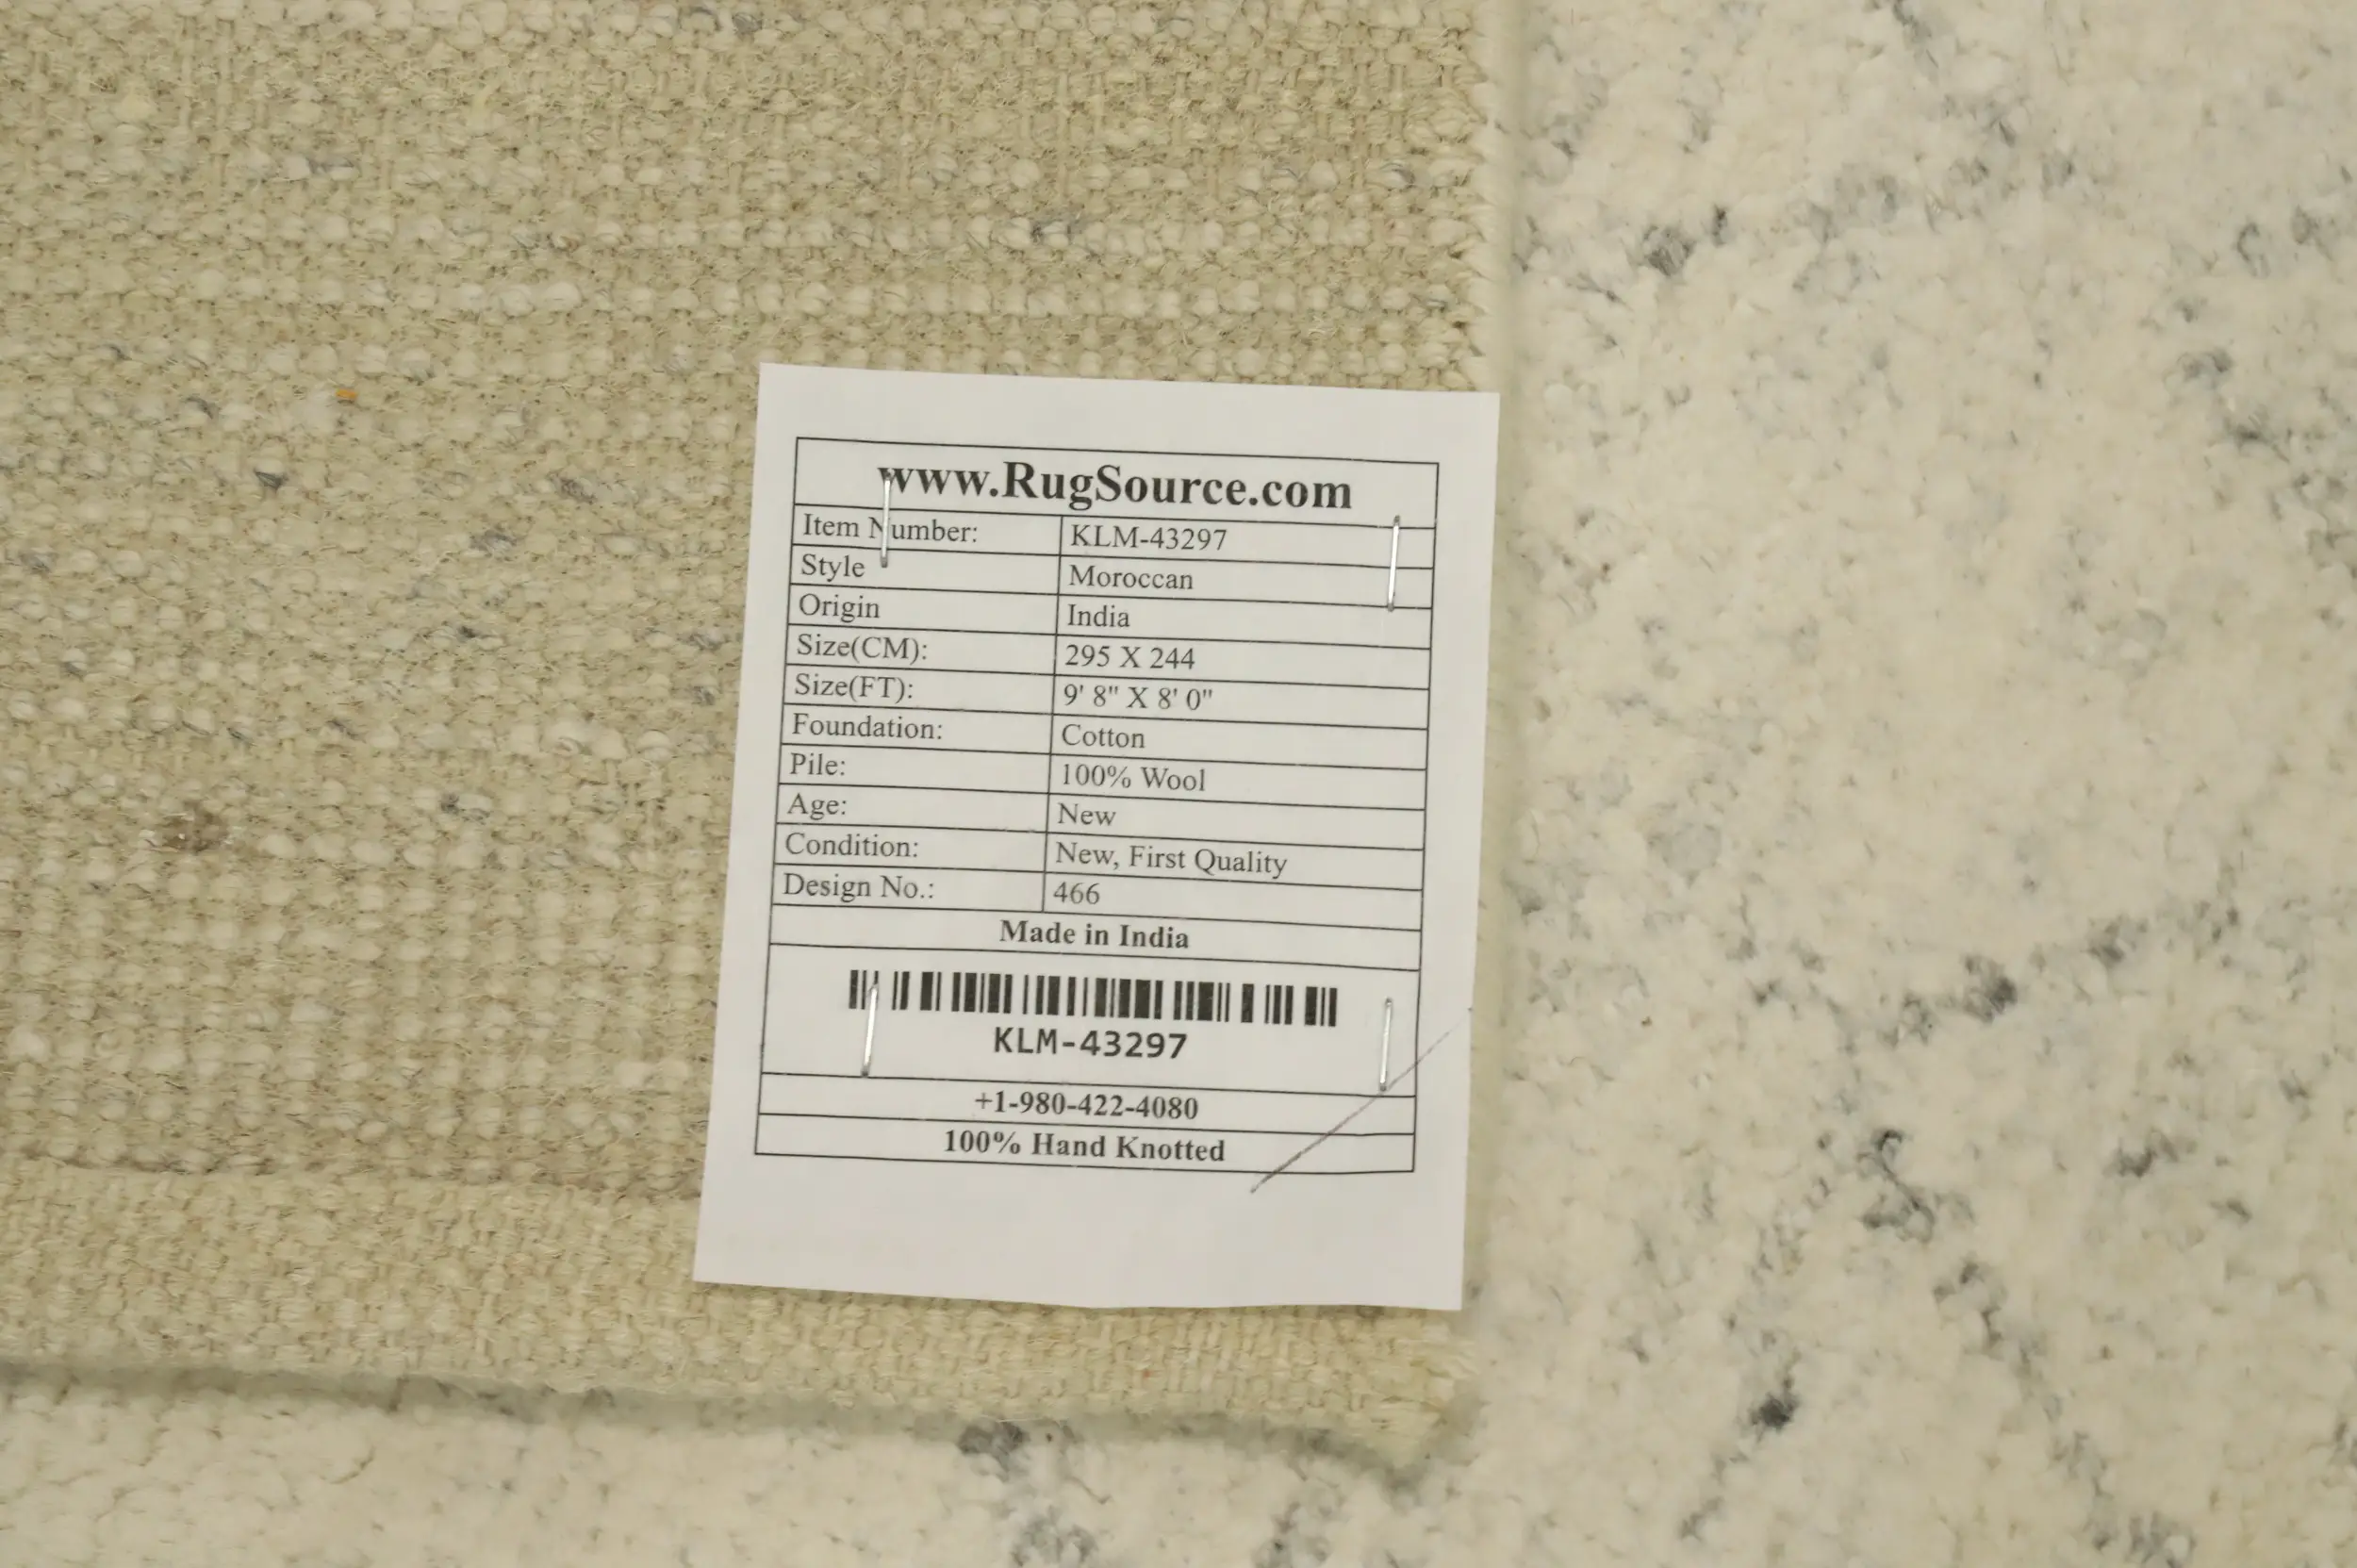 www.RugSource.com
Item Number: KLM-43297
Style Moroccan
Origin India
Size(CM): 295 X 244
Size(FT): 9' 8" X 8' 0"
Foundation: Cotton
Pile: 100% Wool
Age: New
Condition: New, First Quality
Design No.: 466
Made in India
KLM-43297
+1-980-422-4080
100% Hand Knotted